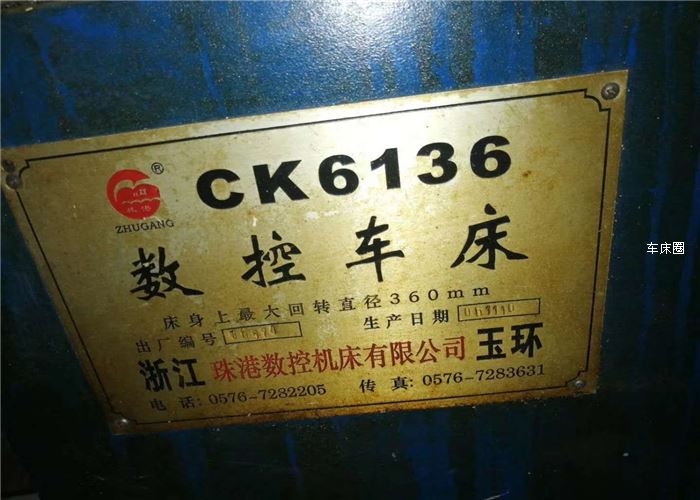 CK6136
®
ZHUGANG
数控车床
床身上最大回转直径360mm
出厂编号 生产日期
浙江 珠港数控机床有限公司 玉环
电 话: 0576-7282205 传 真: 0576-7283631
车床圈